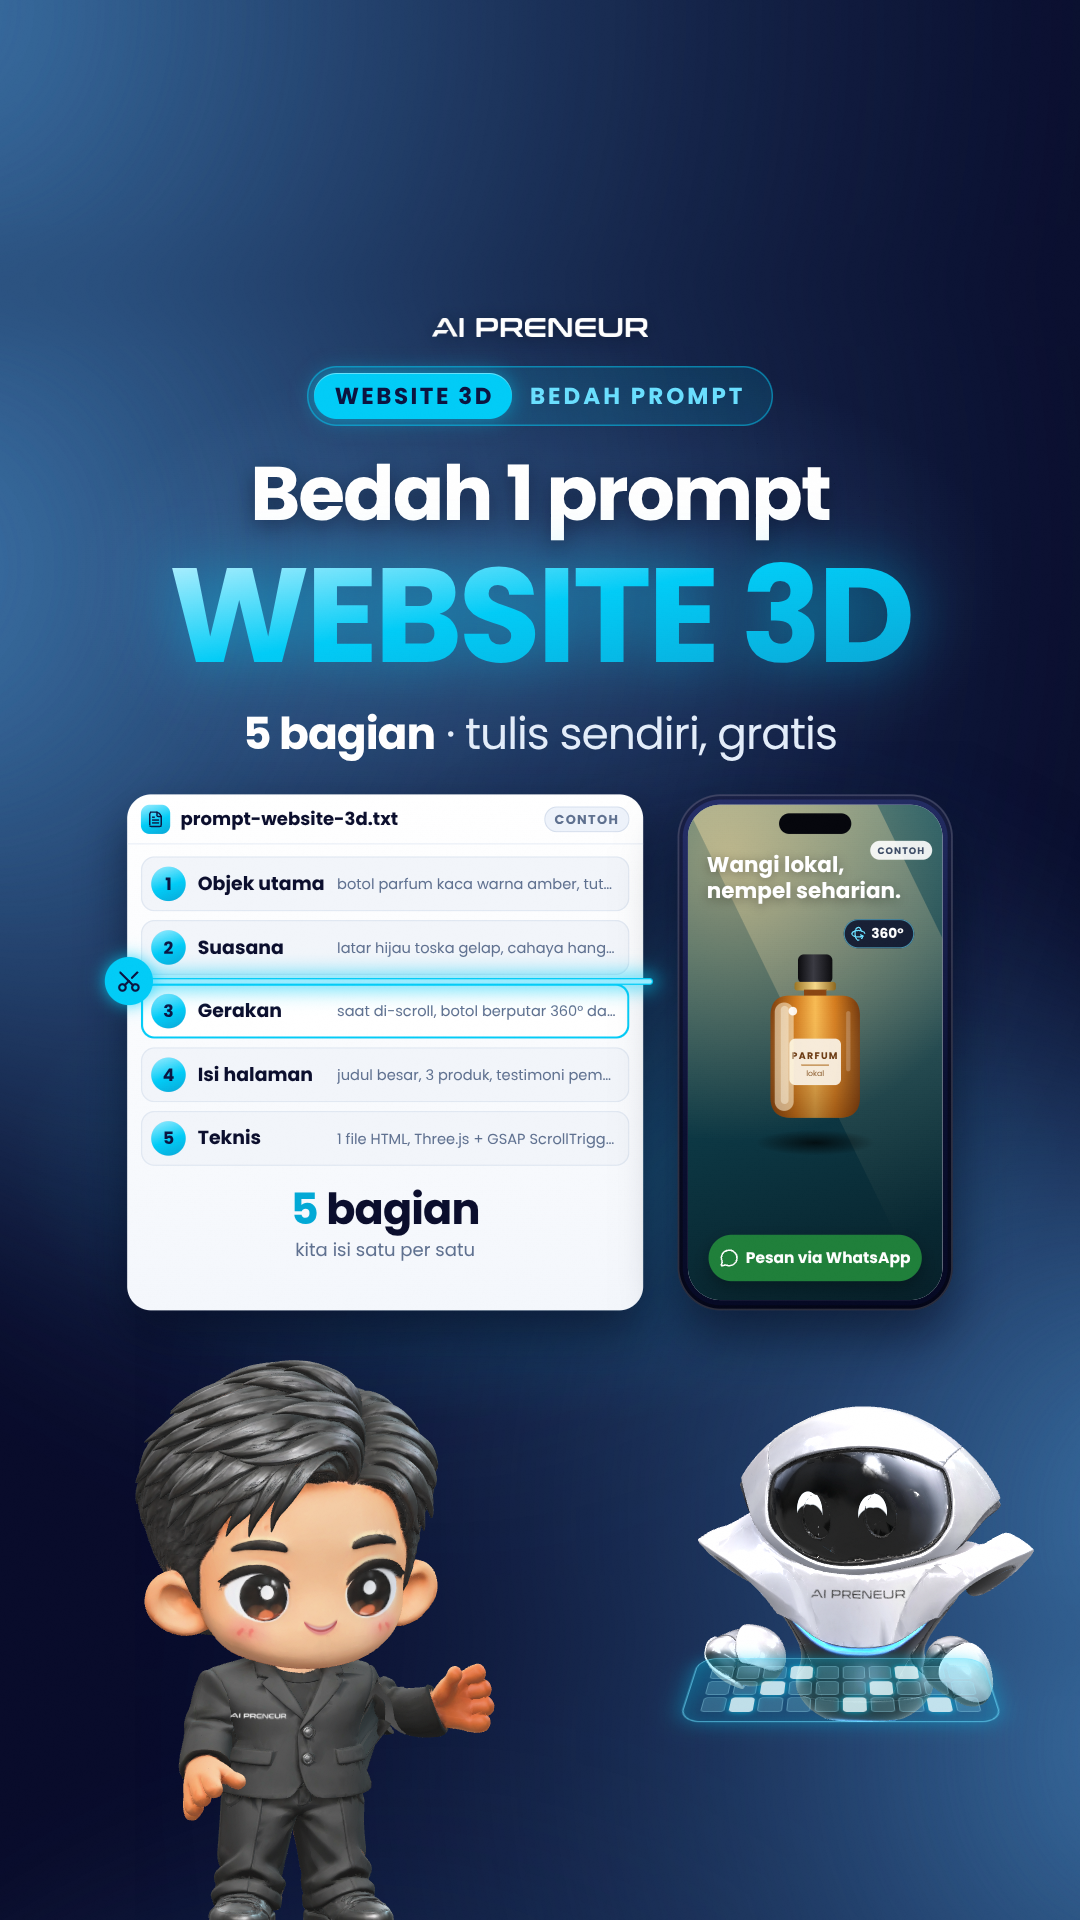 AI PRENEUR
WEBSITE 3D BEDAH PROMPT
Bedah 1 prompt
WEBSITE 3D
5 bagian · tulis sendiri, gratis
prompt-website-3d.txt CONTOH
1 Objek utama botol parfum kaca warna amber, tut...
2 Suasana latar hijau toska gelap, cahaya hang...
3 Gerakan saat di-scroll, botol berputar 360° da...
4 Isi halaman judul besar, 3 produk, testimoni pem...
5 Teknis 1 file HTML, Three.js + GSAP ScrollTrigg...
5 bagian
kita isi satu per satu
CONTOH
Wangi lokal,
nempel seharian.
360°
PARFUM
lokal
Pesan via WhatsApp
AI PRENEUR
AI PRENEUR